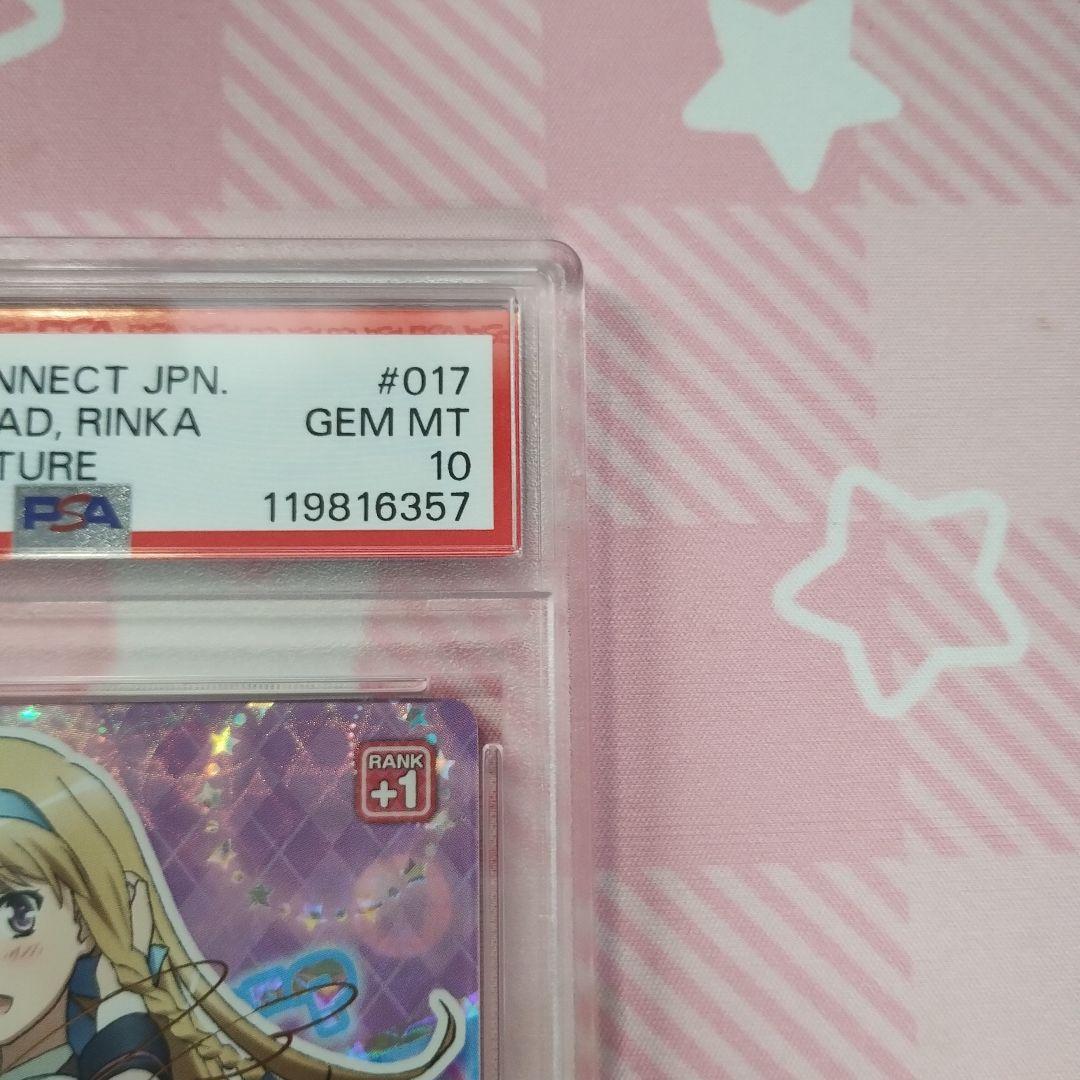 NNECT JPN. #017
AD, RINKA GEM MT
TURE 10
PSA 119816357
RANK
+1